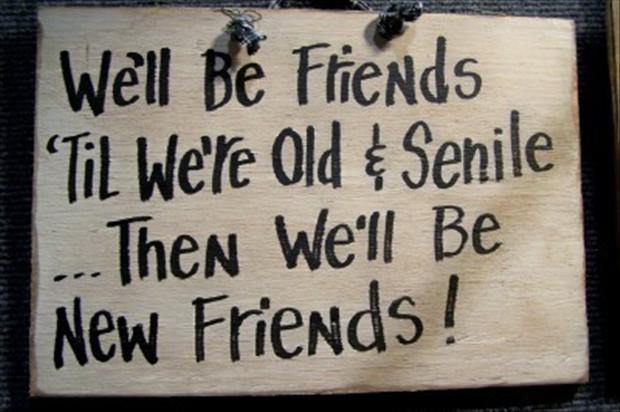 We'll Be Friends
'Til We're Old & Senile
...Then We'll Be
New Friends!